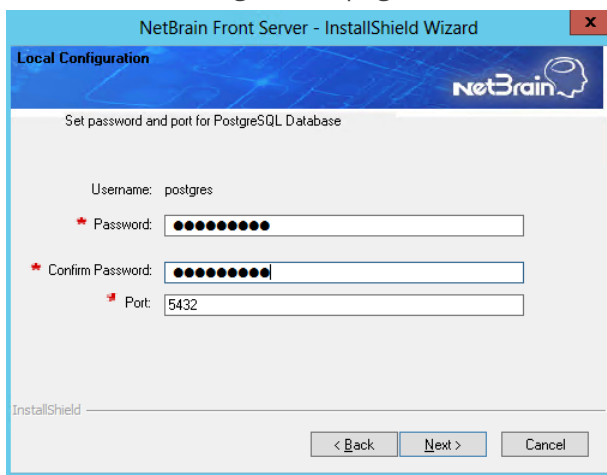 NetBrain Front Server - InstallShield Wizard
x
Local Configuration
NetBrain
Set password and port for PostgreSQL Database
Username: postgres
* Password: ●●●●●●●●●
* Confirm Password: ●●●●●●●●●
* Port: 5432
InstallShield
< Back Next > Cancel